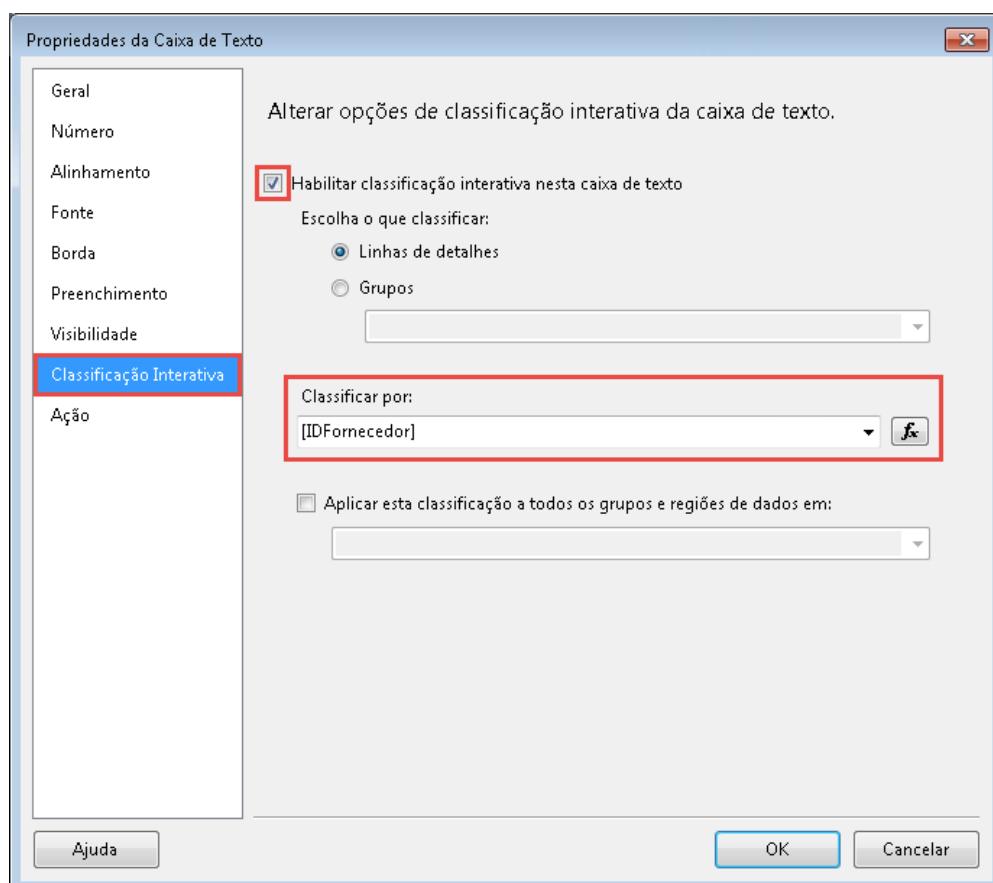 Propriedades da Caixa de Texto
Geral
Número
Alinhamento
Fonte
Borda
Preenchimento
Visibilidade
Classificação Interativa
Ação
Alterar opções de classificação interativa da caixa de texto.
Habilitar classificação interativa nesta caixa de texto
Escolha o que classificar:
Linhas de detalhes
Grupos
Classificar por:
[IDFornecedor]
fx
Aplicar esta classificação a todos os grupos e regiões de dados em:
Ajuda
OK
Cancelar